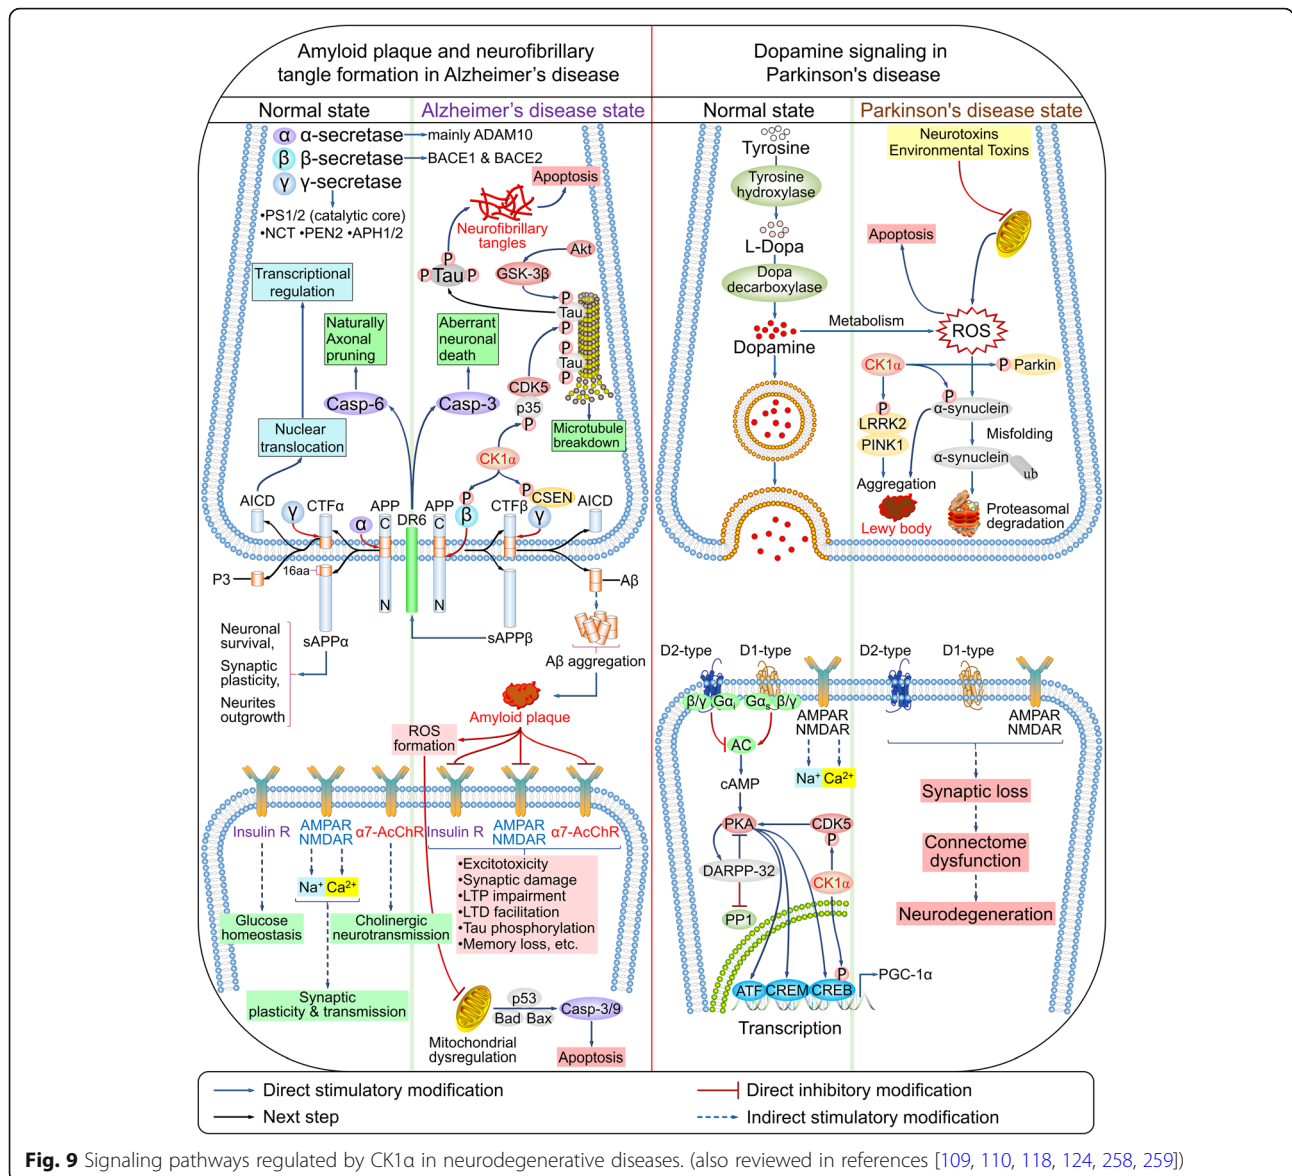 Amyloid plaque and neurofibrillary
tangle formation in Alzheimer's disease
Dopamine signaling in
Parkinson's disease
Normal state
Alzheimer's disease state
Normal state
Parkinson's disease state
α α-secretase mainly ADAM10
β β-secretase BACE1 & BACE2
γ γ-secretase
•PS1/2 (catalytic core)
•NCT •PEN2 •APH1/2
Transcriptional
regulation
Naturally
Axonal
pruning
Casp-6
Nuclear
translocation
Apoptosis
Neurofibrillary
tangles
P
P Tau P
Akt
GSK-3β
P
Tau
P
P
Tau
P
Aberrant
neuronal
death
Casp-3
CDK5
p35
P
Microtubule
breakdown
CK1α
P
P
AICD
γ
CTFα
α
APP
C
DR6
APP
C
β
CTFβ
CSEN
γ
AICD
P3
16aa
N
N
Aβ
sAPPα
sAPPβ
Neuronal
survival,
Synaptic
plasticity,
Neurites
outgrowth
Aβ aggregation
Amyloid plaque
ROS
formation
Insulin R
AMPAR
NMDAR
α7-AcChR
Insulin R
AMPAR
NMDAR
α7-AcChR
Na⁺ Ca²⁺
Glucose
homeostasis
Cholinergic
neurotransmission
Synaptic
plasticity & transmission
•Excitotoxicity
•Synaptic damage
•LTP impairment
•LTD facilitation
•Tau phosphorylation
•Memory loss, etc.
Mitochondrial
dysregulation
p53
Bad Bax
Casp-3/9
Apoptosis
Tyrosine
Tyrosine
hydroxylase
L-Dopa
Dopa
decarboxylase
Dopamine
Metabolism
Neurotoxins
Environmental Toxins
Apoptosis
ROS
CK1α
P Parkin
P
P
α-synuclein
LRRK2
PINK1
Misfolding
α-synuclein
ub
Aggregation
Lewy body
Proteasomal
degradation
D2-type
D1-type
β/γ Gαi
Gαs β/γ
AMPAR
NMDAR
AC
cAMP
Na⁺ Ca²⁺
PKA
CDK5
P
DARPP-32
CK1α
PP1
P
ATF CREM CREB
PGC-1α
Transcription
D2-type
D1-type
AMPAR
NMDAR
Synaptic loss
Connectome
dysfunction
Neurodegeneration
Direct stimulatory modification
Direct inhibitory modification
Next step
Indirect stimulatory modification
Fig. 9 Signaling pathways regulated by CK1α in neurodegenerative diseases. (also reviewed in references [109, 110, 118, 124, 258, 259])